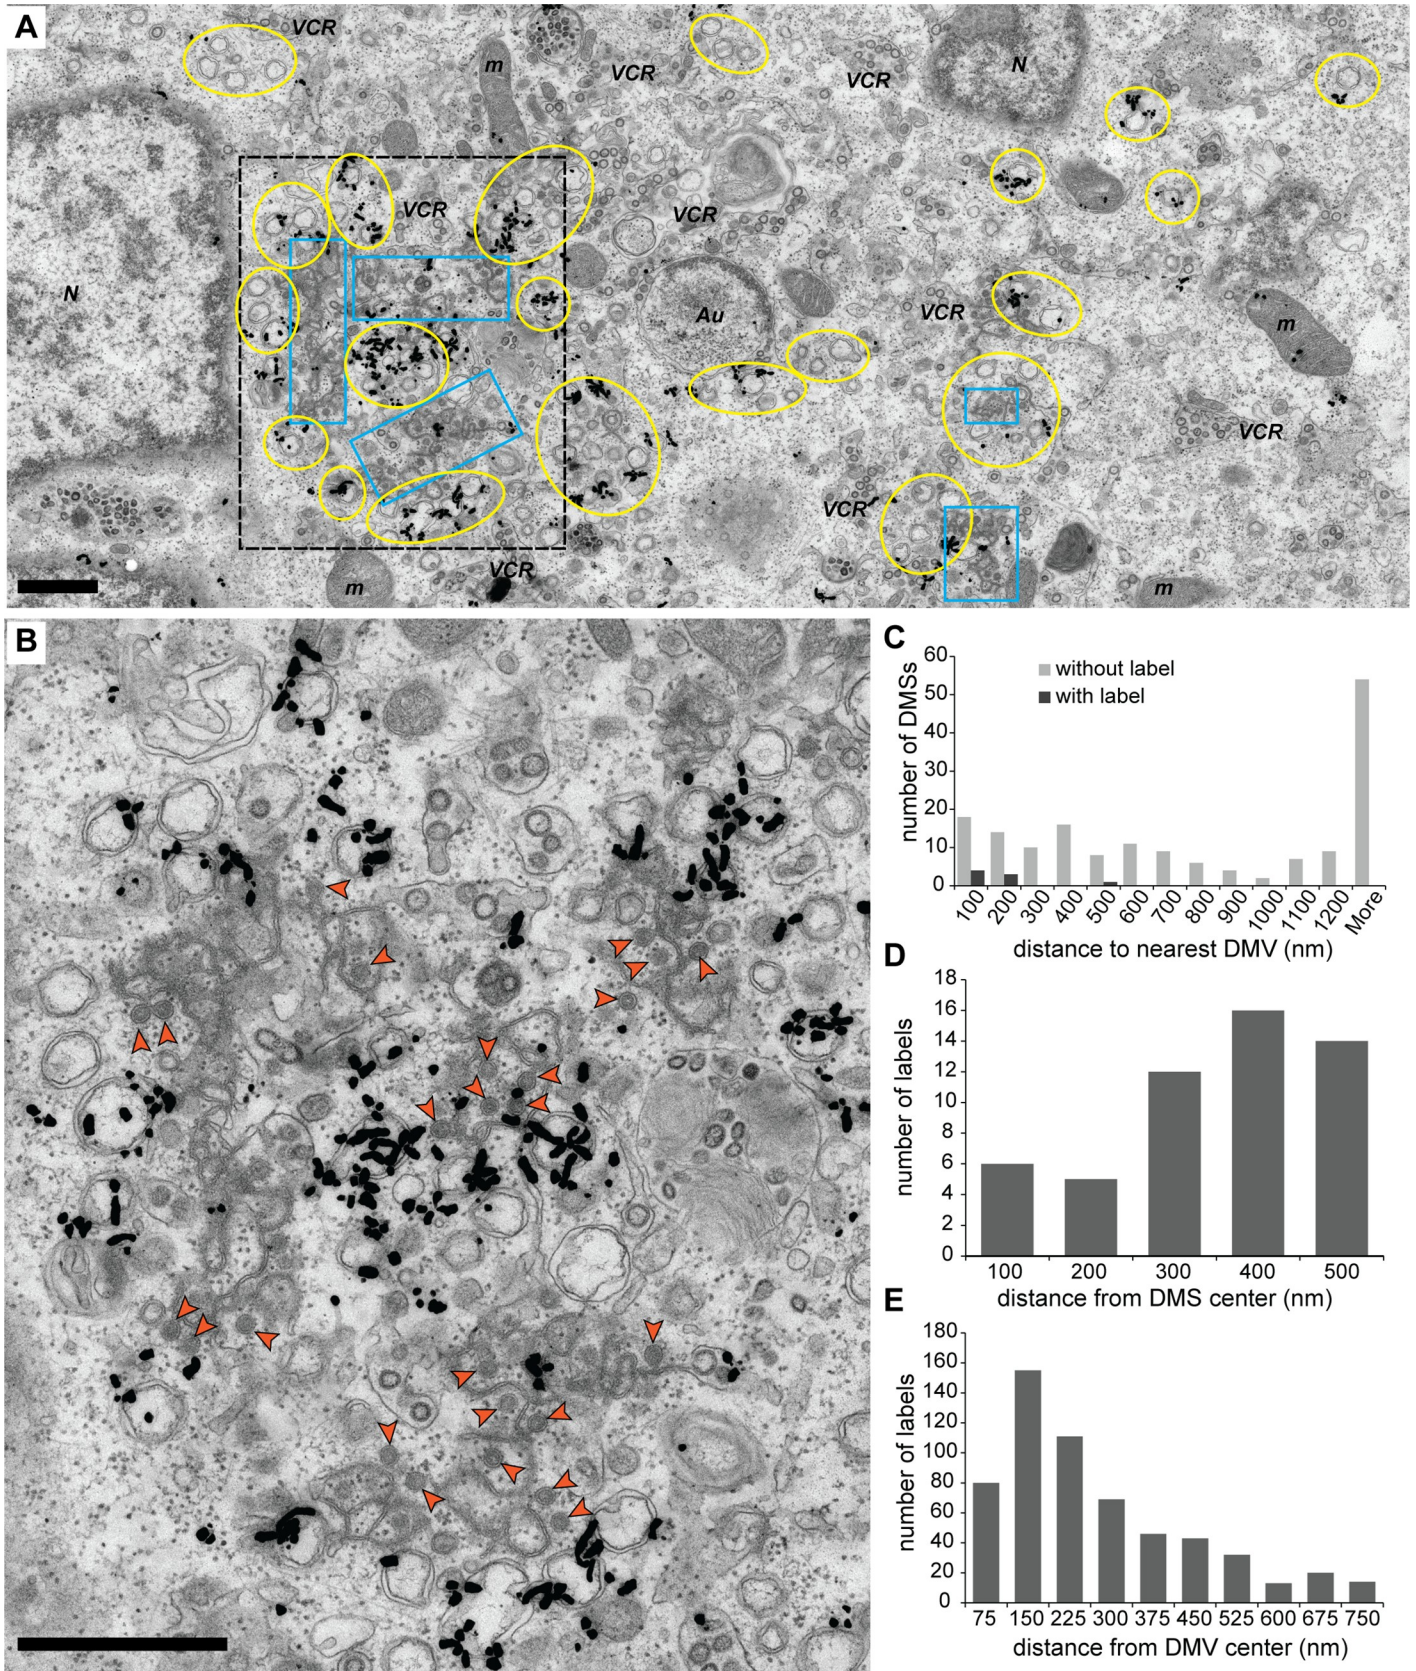 A
VCR
VCR
VCR
m
N
VCR
VCR
N
Au
VCR
m
VCR
VCR
VCR
m
m
B
C
60
50
40
30
20
10
0
without label
with label
number of DMSs
100 200 300 400 500 600 700 800 900 1000 1100 1200 More
distance to nearest DMV (nm)
D
18
16
14
12
10
8
6
4
2
0
number of labels
100 200 300 400 500
distance from DMS center (nm)
E
180
160
140
120
100
80
60
40
20
0
number of labels
75 150 225 300 375 450 525 600 675 750
distance from DMV center (nm)